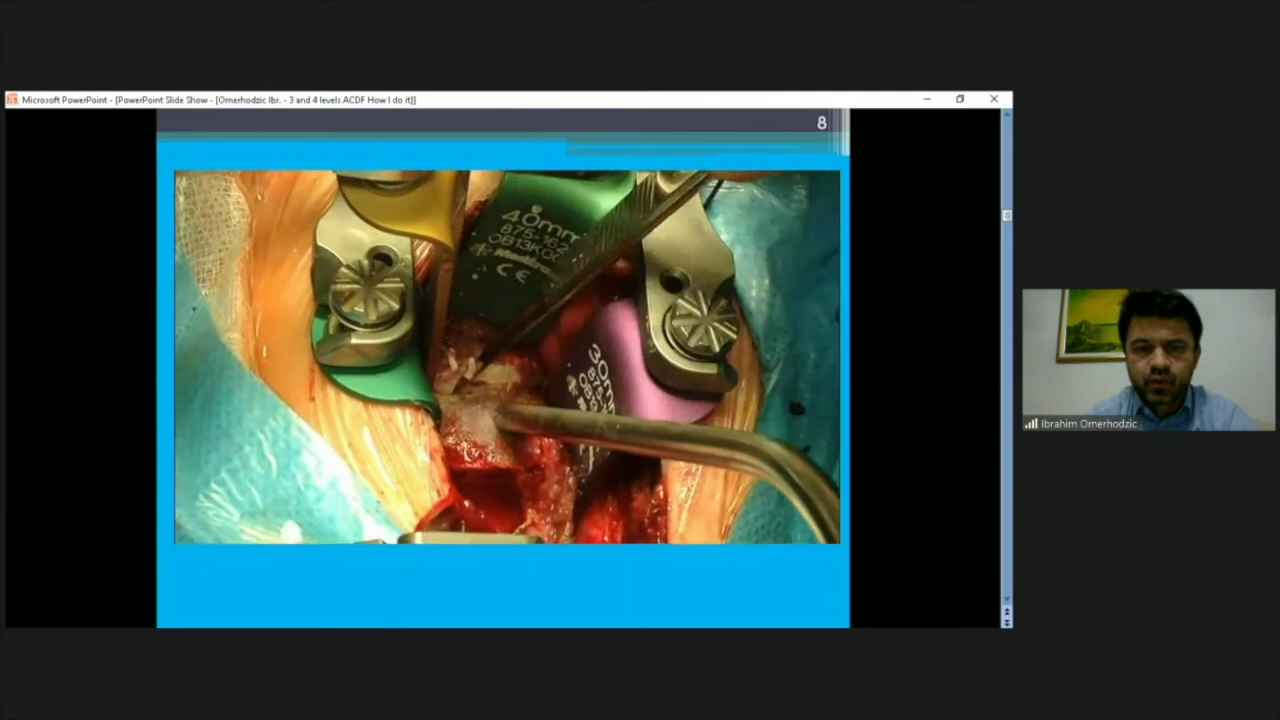 Microsoft PowerPoint - [PowerPoint Slide Show - [Omerhodzic Ibr. - 3 and 4 levels ACDF How I do it]]
8
40mm
875-162
CE
30mm
Ibrahim Omerhodzic